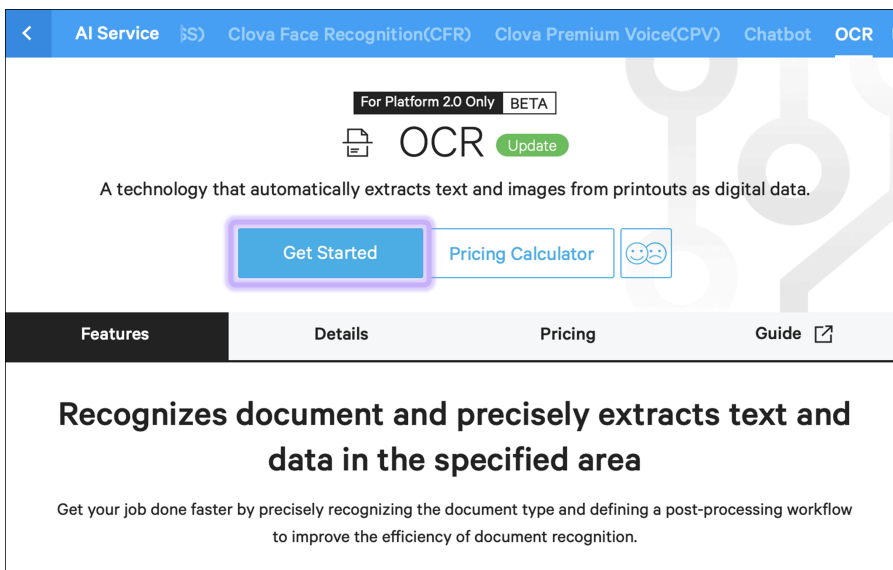 AI Service SS) Clova Face Recognition(CFR) Clova Premium Voice(CPV) Chatbot OCR
For Platform 2.0 Only BETA
OCR Update
A technology that automatically extracts text and images from printouts as digital data.
Get Started Pricing Calculator
Features Details Pricing Guide
Recognizes document and precisely extracts text and
data in the specified area
Get your job done faster by precisely recognizing the document type and defining a post-processing workflow
to improve the efficiency of document recognition.